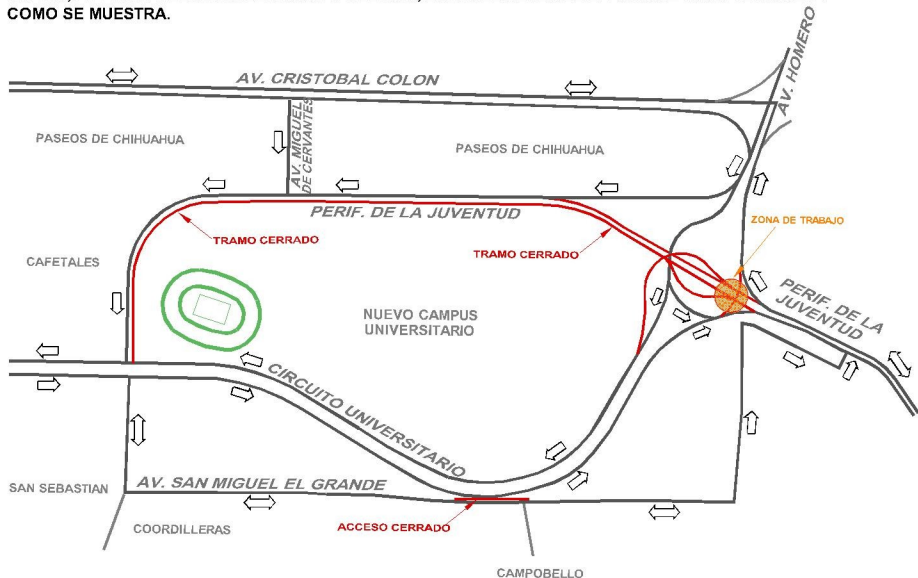 COMO SE MUESTRA.
AV. CRISTOBAL COLON
AV. HOMERO
PASEOS DE CHIHUAHUA
AV. MIGUEL
DE CERVANTES
PASEOS DE CHIHUAHUA
PERIF. DE LA JUVENTUD
ZONA DE TRABAJO
TRAMO CERRADO
TRAMO CERRADO
CAFETALES
PERIF. DE LA
JUVENTUD
NUEVO CAMPUS
UNIVERSITARIO
CIRCUITO UNIVERSITARIO
SAN SEBASTIAN
AV. SAN MIGUEL EL GRANDE
COORDILLERAS
ACCESO CERRADO
CAMPOBELLO